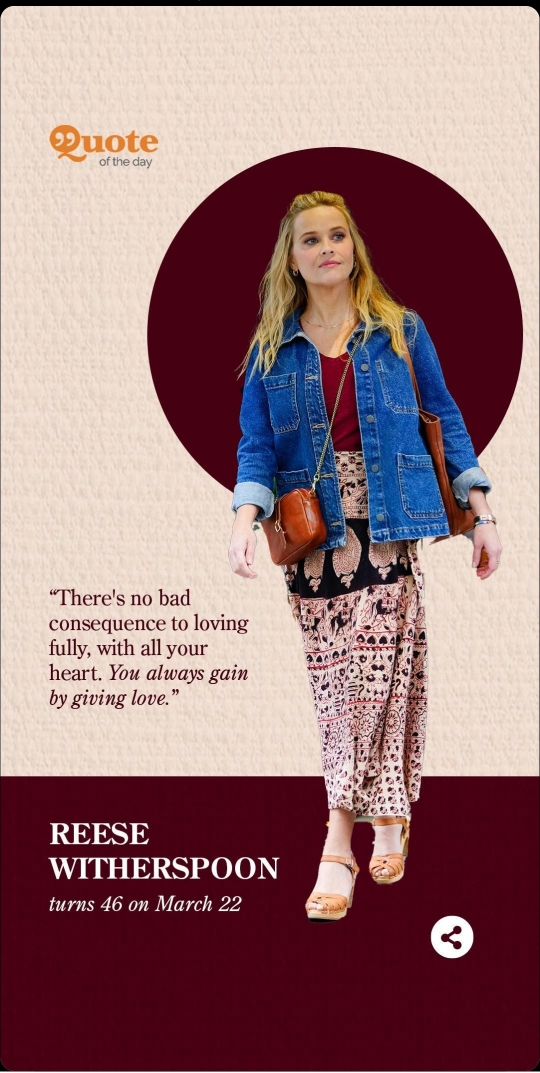 Quote
of the day
“There's no bad
consequence to loving
fully, with all your
heart. You always gain
by giving love.”
REESE
WITHERSPOON
turns 46 on March 22